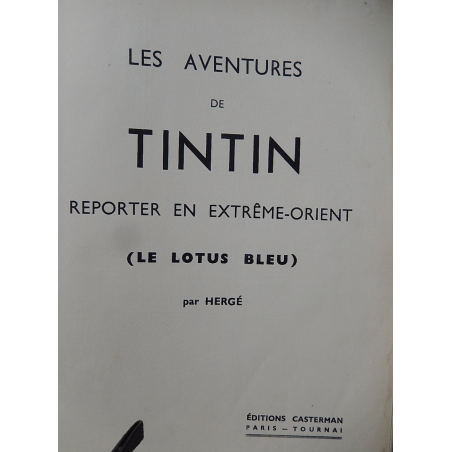 LES AVENTURES
DE
TINTIN
REPORTER EN EXTRÊME-ORIENT
(LE LOTUS BLEU)
par HERGÉ
ÉDITIONS CASTERMAN
PARIS — TOURNAI